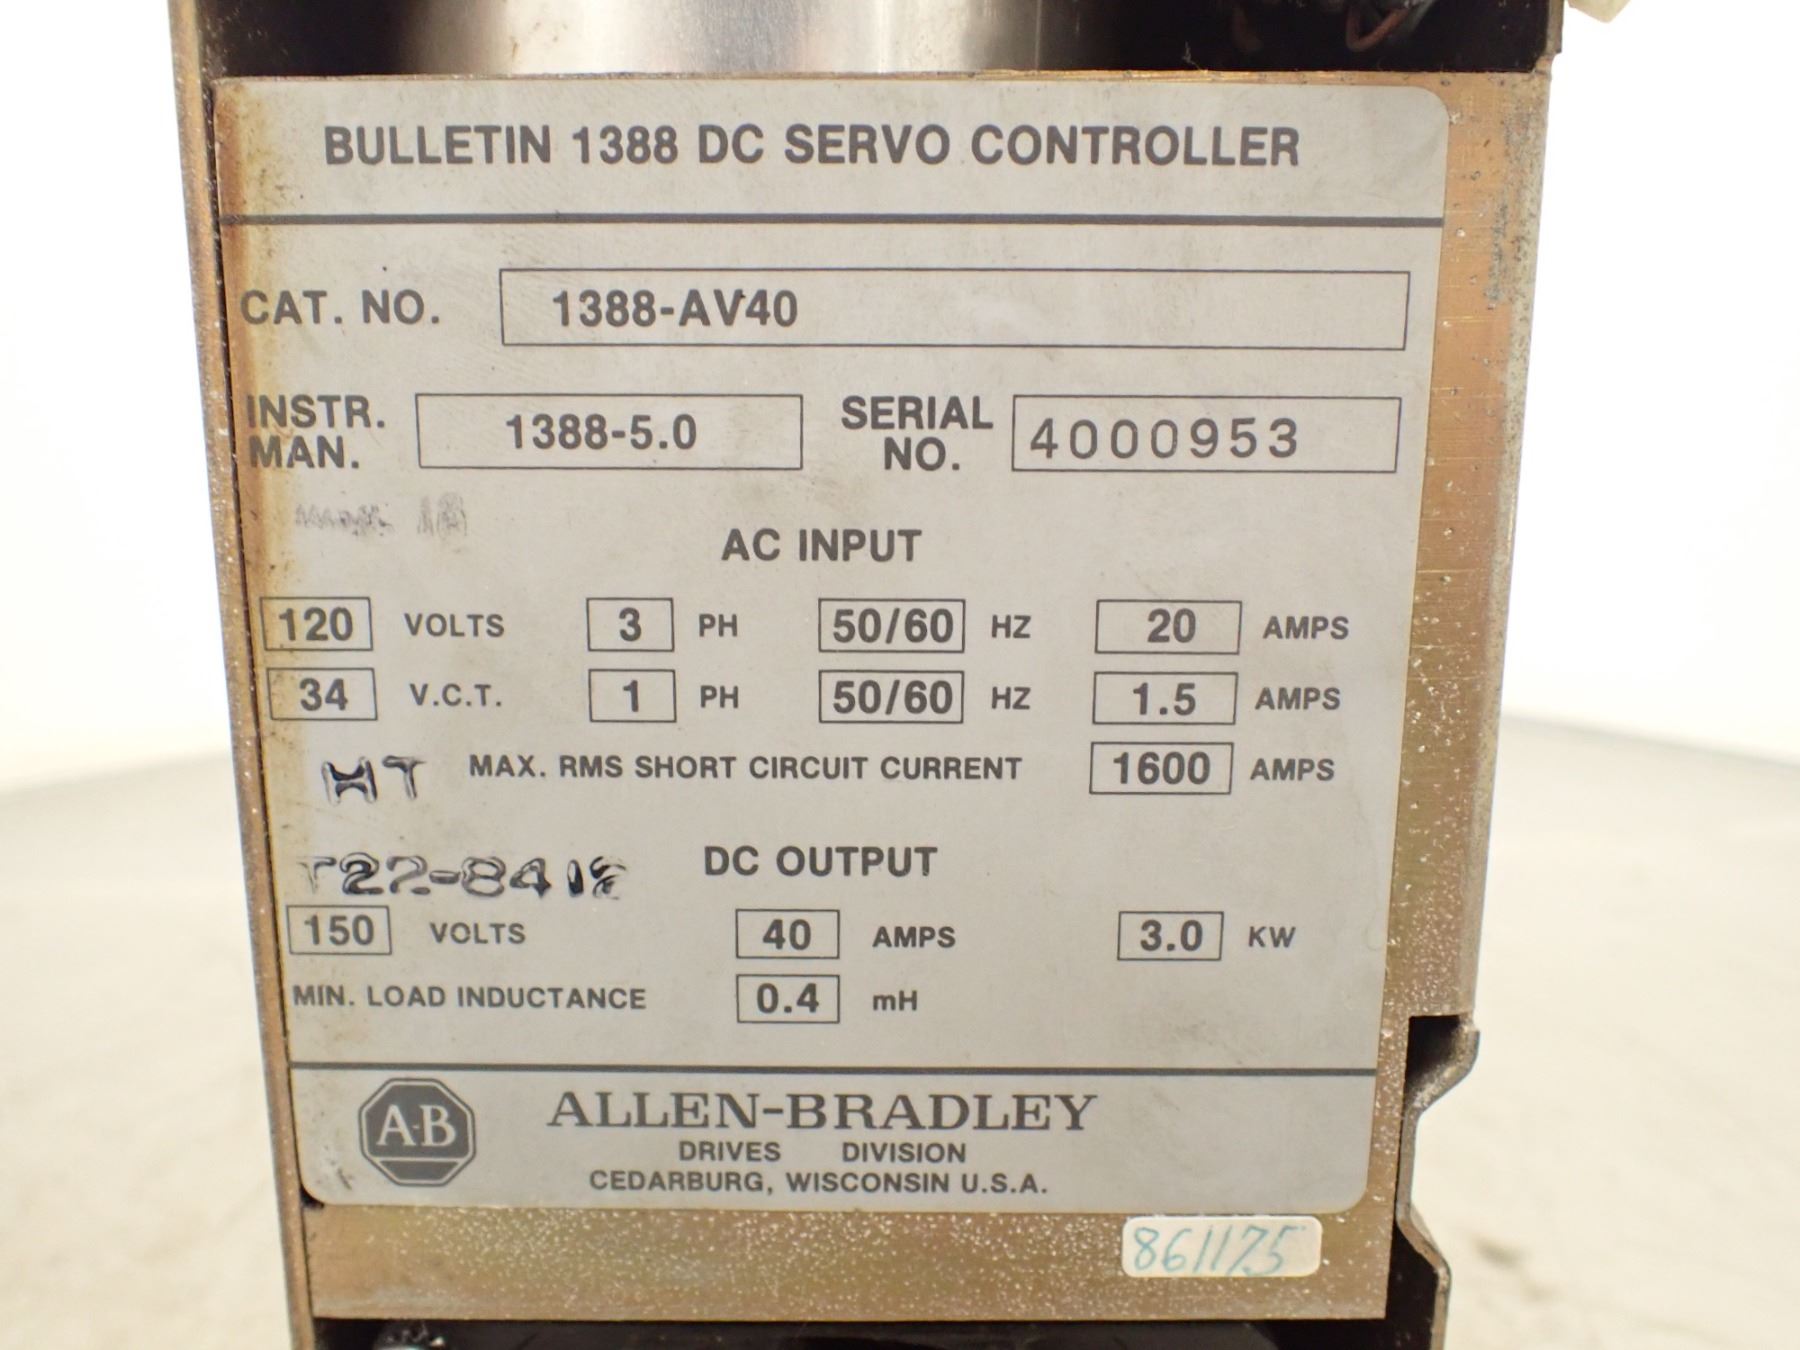 BULLETIN 1388 DC SERVO CONTROLLER
CAT. NO. 1388-AV40
INSTR. MAN. 1388-5.0 SERIAL NO. 4000953
AC INPUT
120 VOLTS 3 PH 50/60 HZ 20 AMPS
34 V.C.T. 1 PH 50/60 HZ 1.5 AMPS
HT MAX. RMS SHORT CIRCUIT CURRENT 1600 AMPS
DC OUTPUT
150 VOLTS 40 AMPS 3.0 KW
MIN. LOAD INDUCTANCE 0.4 mH
A-B ALLEN-BRADLEY
DRIVES DIVISION
CEDARBURG, WISCONSIN U.S.A.
861175